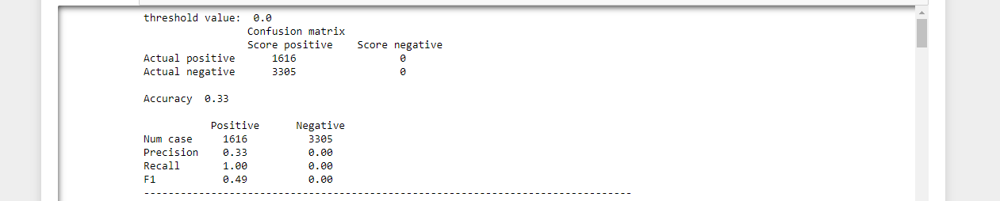 threshold value:  0.0
Confusion matrix
Score positive    Score negative
Actual positive      1616                 0
Actual negative      3305                 0
Accuracy  0.33
Positive      Negative
Num case     1616          3305
Precision    0.33          0.00
Recall       1.00          0.00
F1           0.49          0.00
--------------------------------------------------------------------------------